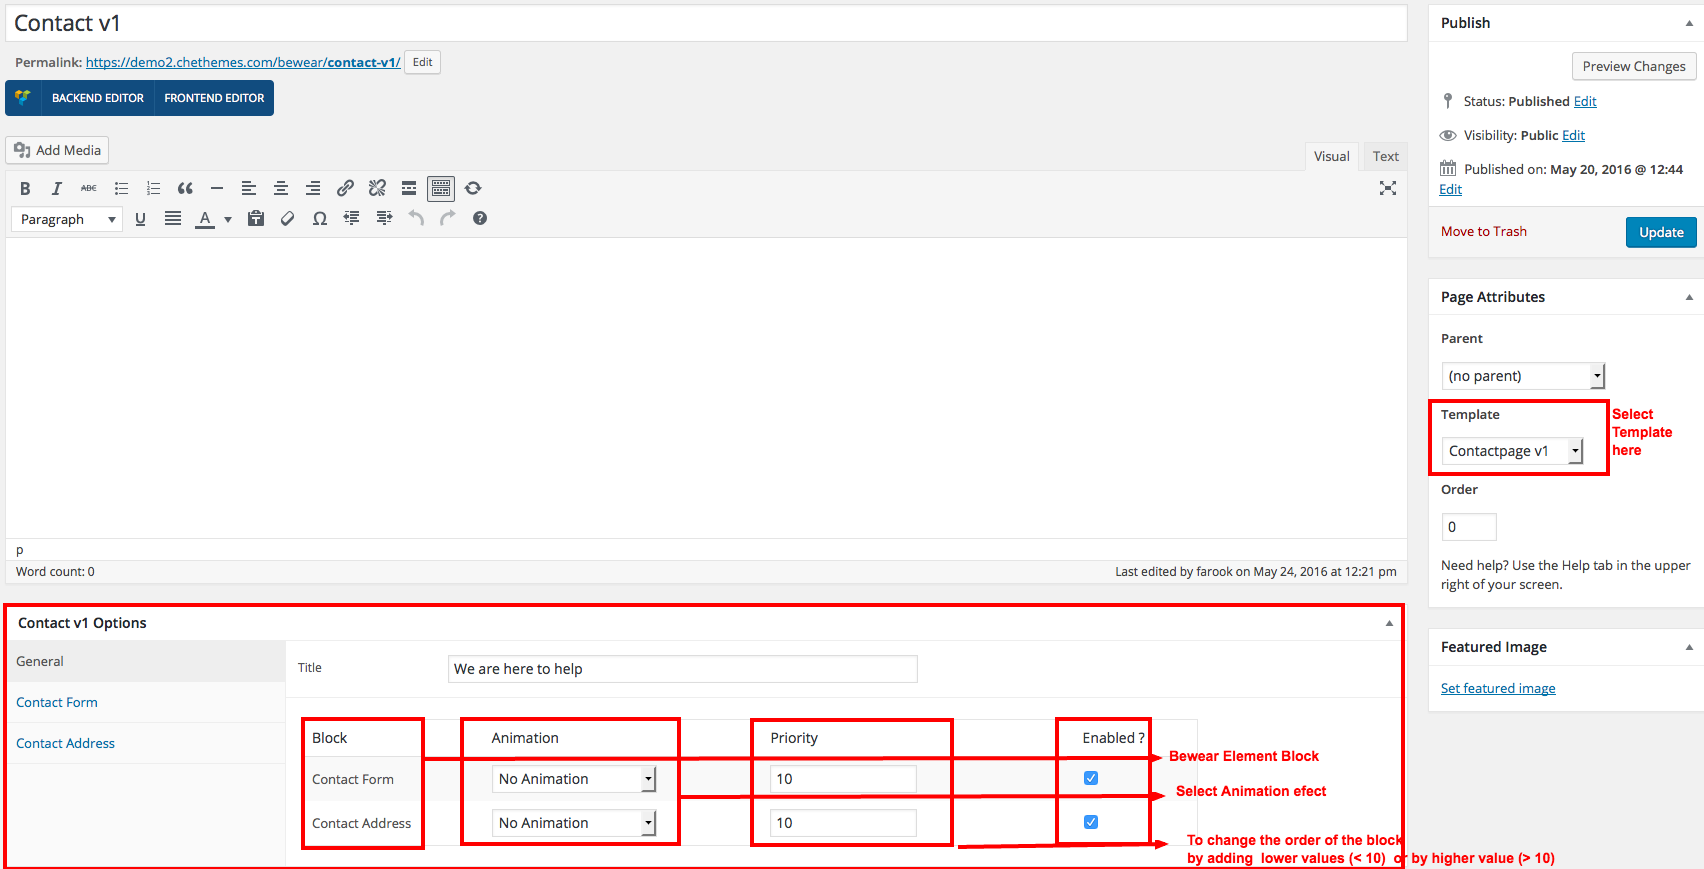 Contact v1
Permalink: https://demo2.chethemes.com/bewear/contact-v1/ Edit
BACKEND EDITOR FRONTEND EDITOR
Add Media
Visual Text
B I ABC
Paragraph U A Ω ?
p
Word count: 0
Last edited by farook on May 24, 2016 at 12:21 pm
Contact v1 Options
General
Contact Form
Contact Address
Title We are here to help
Block Animation Priority Enabled ?
Contact Form No Animation 10
Contact Address No Animation 10
Bewear Element Block
Select Animation efect
To change the order of the block
by adding lower values (< 10) or by higher value (> 10)
Publish
Preview Changes
Status: Published Edit
Visibility: Public Edit
Published on: May 20, 2016 @ 12:44
Edit
Move to Trash Update
Page Attributes
Parent
(no parent)
Template
Contactpage v1
Select
Template
here
Order
0
Need help? Use the Help tab in the upper
right of your screen.
Featured Image
Set featured image